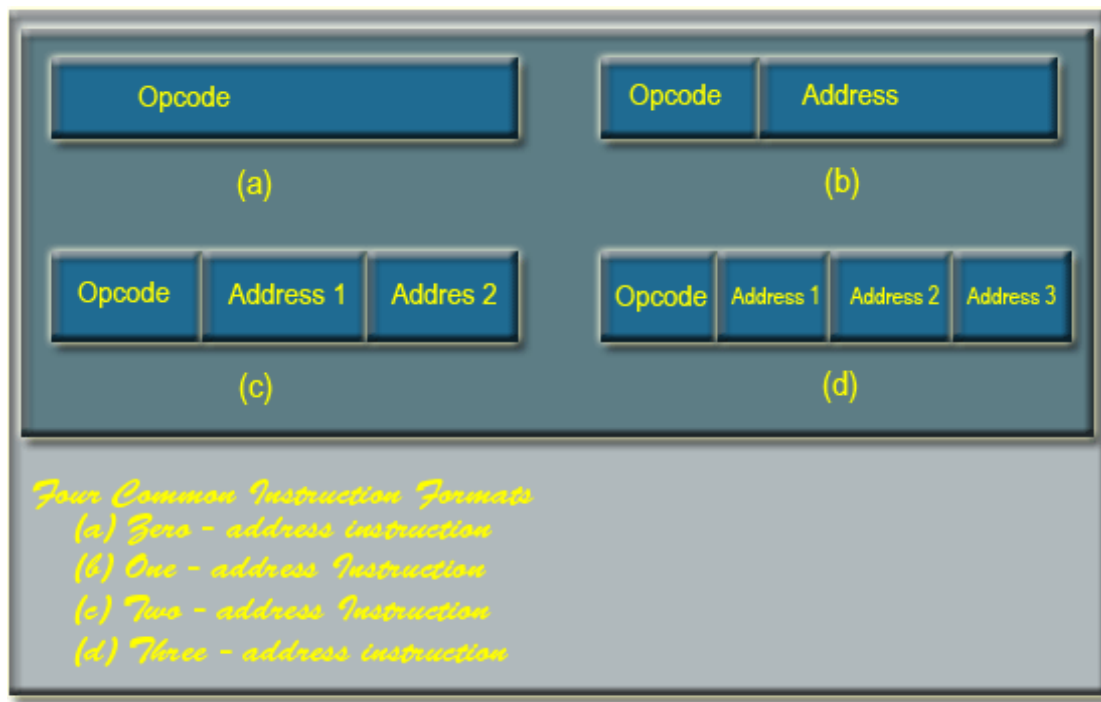 Opcode
Opcode Address
(a) (b)
Opcode Address 1 Addres 2
Opcode Address 1 Address 2 Address 3
(c) (d)
Four Common Instruction Formats
(a) Zero - address instruction
(b) One - address Instruction
(c) Two - address Instruction
(d) Three - address instruction